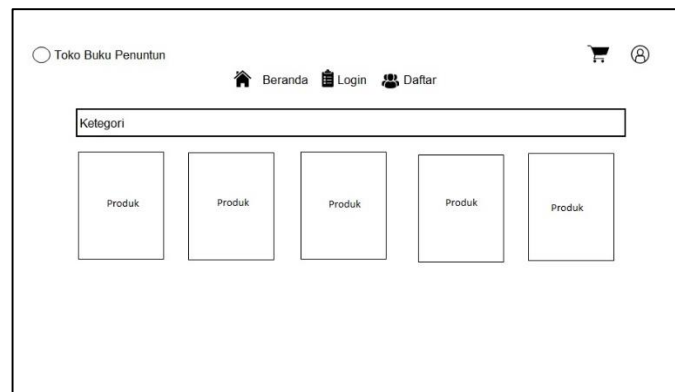 Toko Buku Penuntun
Beranda Login Daftar
Ketegori
Produk Produk Produk Produk Produk